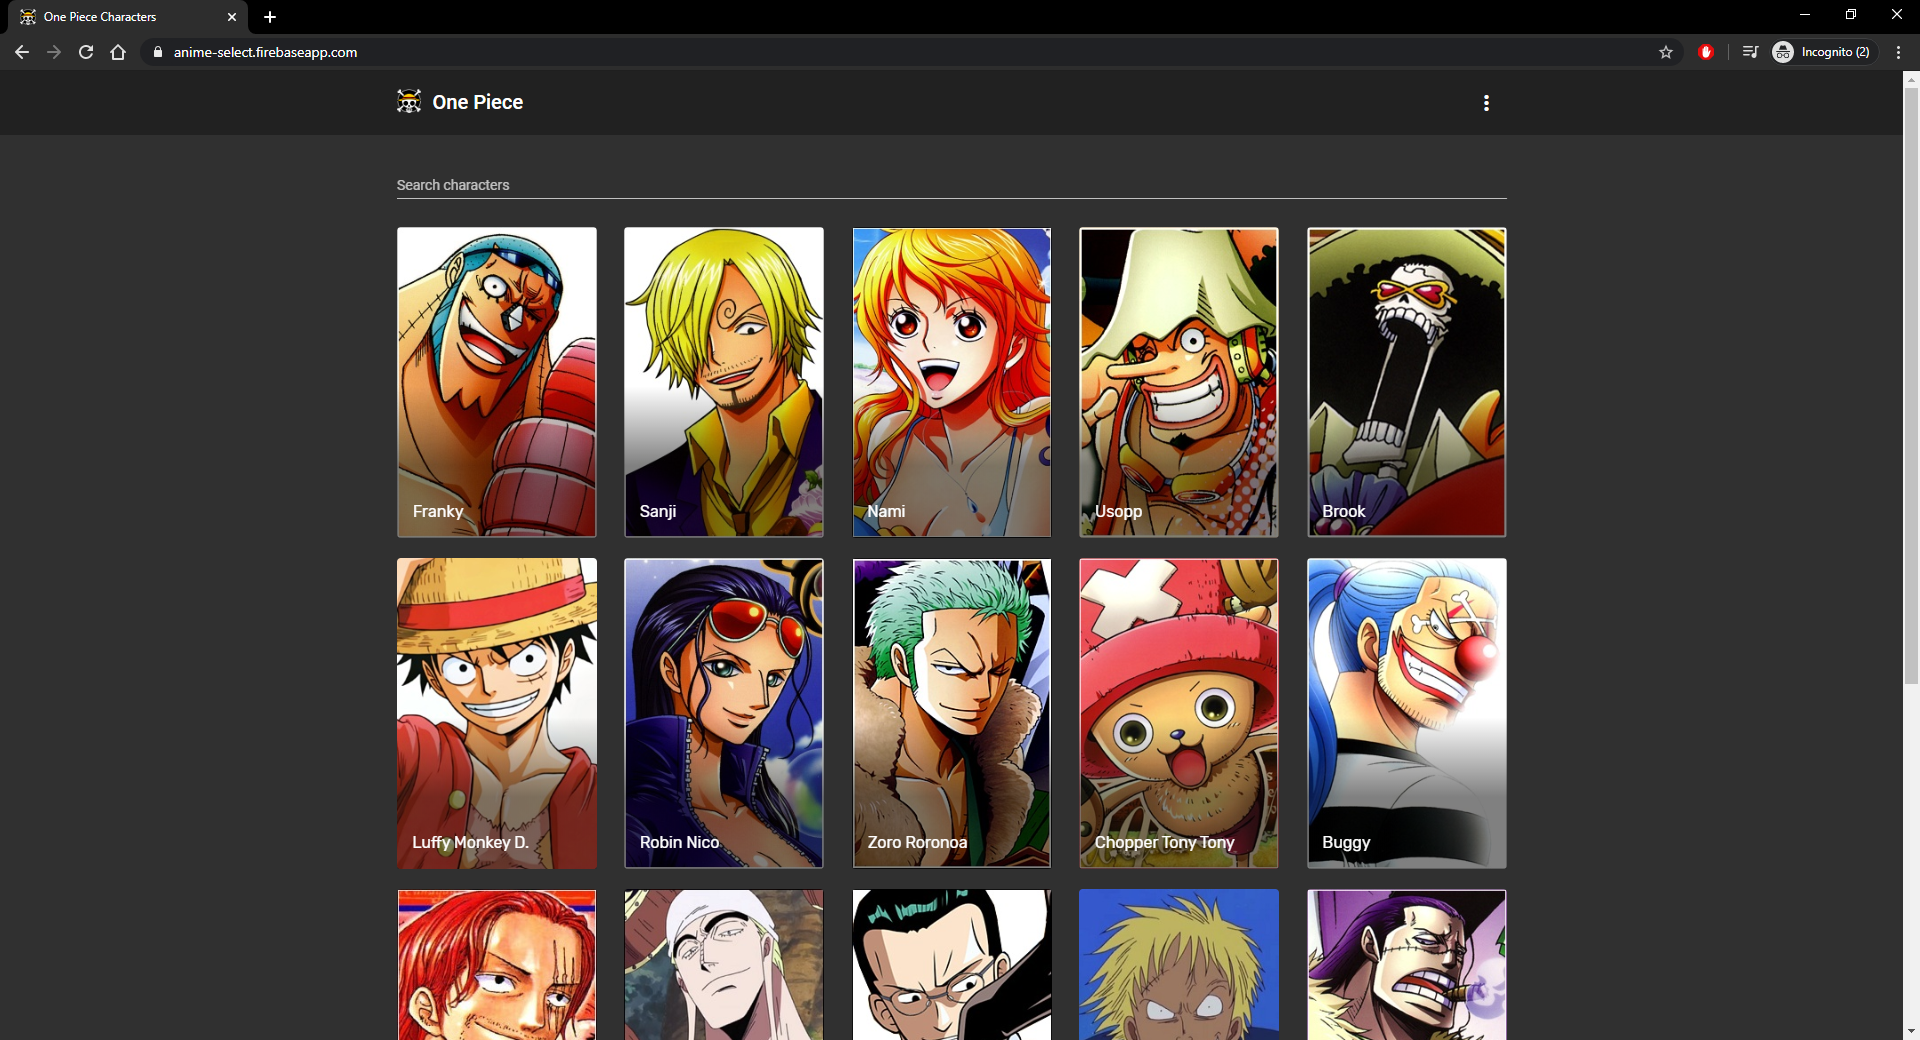 One Piece Characters
anime-select.firebaseapp.com
Incognito (2)
One Piece
Search characters
Franky
Sanji
Nami
Usopp
Brook
Luffy Monkey D.
Robin Nico
Zoro Roronoa
Chopper Tony Tony
Buggy